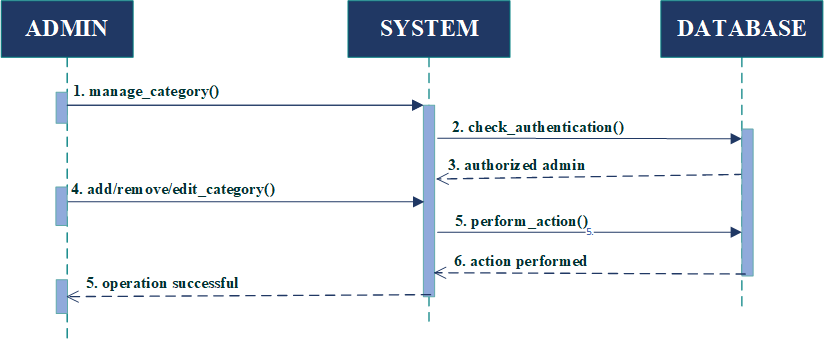 ADMIN
SYSTEM
DATABASE
1. manage_category()
2. check_authentication()
3. authorized admin
4. add/remove/edit_category()
5. perform_action()
5.
6. action performed
5. operation successful